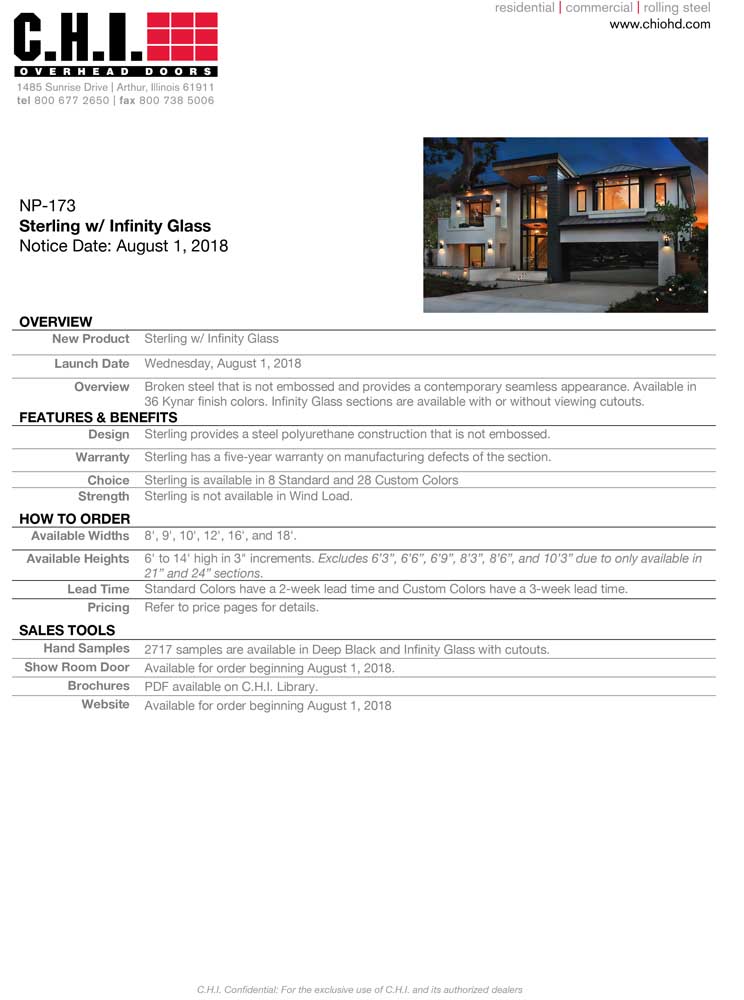 residential | commercial | rolling steel
www.chiohd.com
C.H.I.
OVERHEAD DOORS
1485 Sunrise Drive | Arthur, Illinois 61911
tel 800 677 2650 | fax 800 738 5006
NP-173
Sterling w/ Infinity Glass
Notice Date: August 1, 2018
OVERVIEW
New Product Sterling w/ Infinity Glass
Launch Date Wednesday, August 1, 2018
Overview Broken steel that is not embossed and provides a contemporary seamless appearance. Available in
36 Kynar finish colors. Infinity Glass sections are available with or without viewing cutouts.
FEATURES & BENEFITS
Design Sterling provides a steel polyurethane construction that is not embossed.
Warranty Sterling has a five-year warranty on manufacturing defects of the section.
Choice Sterling is available in 8 Standard and 28 Custom Colors
Strength Sterling is not available in Wind Load.
HOW TO ORDER
Available Widths 8', 9', 10', 12', 16', and 18'.
Available Heights 6' to 14' high in 3" increments. Excludes 6’3”, 6’6”, 6’9”, 8’3”, 8’6”, and 10’3” due to only available in
21” and 24” sections.
Lead Time Standard Colors have a 2-week lead time and Custom Colors have a 3-week lead time.
Pricing Refer to price pages for details.
SALES TOOLS
Hand Samples 2717 samples are available in Deep Black and Infinity Glass with cutouts.
Show Room Door Available for order beginning August 1, 2018.
Brochures PDF available on C.H.I. Library.
Website Available for order beginning August 1, 2018
C.H.I. Confidential: For the exclusive use of C.H.I. and its authorized dealers